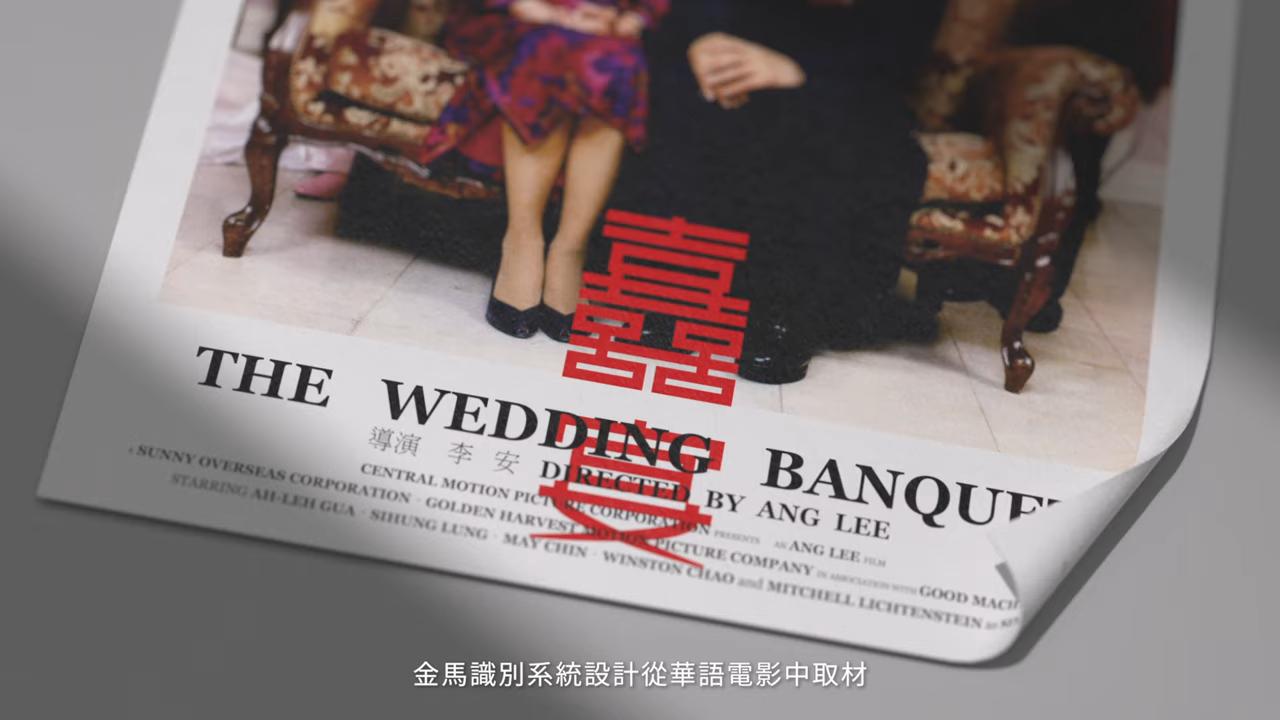 囍宴
THE WEDDING BANQUET
導演 李安 DIRECTED BY ANG LEE
CENTRAL MOTION PICTURE CORPORATION PRESENTS AN ANG LEE FILM
SUNNY OVERSEAS CORPORATION · GOLDEN HARVEST MOTION PICTURE COMPANY IN ASSOCIATION WITH GOOD MACH
STARRING AH-LEH GUA · SIHUNG LUNG · MAY CHIN · WINSTON CHAO and MITCHELL LICHTENSTEIN
金馬識別系統設計從華語電影中取材